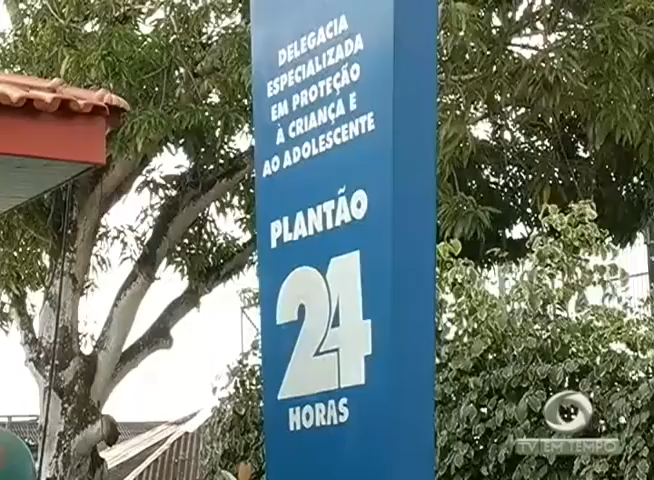 DELEGACIA
ESPECIALIZADA
EM PROTEÇÃO
À CRIANÇA E
AO ADOLESCENTE
PLANTÃO
24
HORAS
TV EM TEMPO